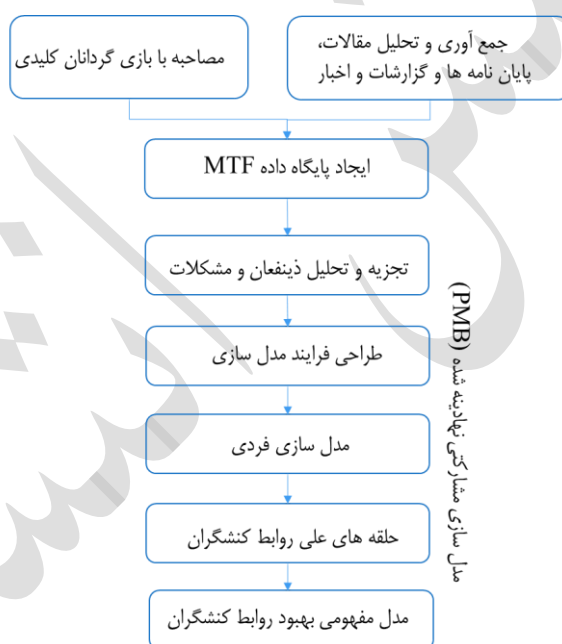 جمع آوری و تحلیل مقالات،
پایان نامه ها و گزارشات و اخبار
مصاحبه با بازی گردانان کلیدی
ایجاد پایگاه داده MTF
تجزیه و تحلیل ذینفعان و مشکلات
طراحی فرایند مدل سازی
مدل سازی فردی
حلقه های علی روابط کنشگران
مدل مفهومی بهبود روابط کنشگران
مدل سازی مشارکتی نهادینه شده (PMB)